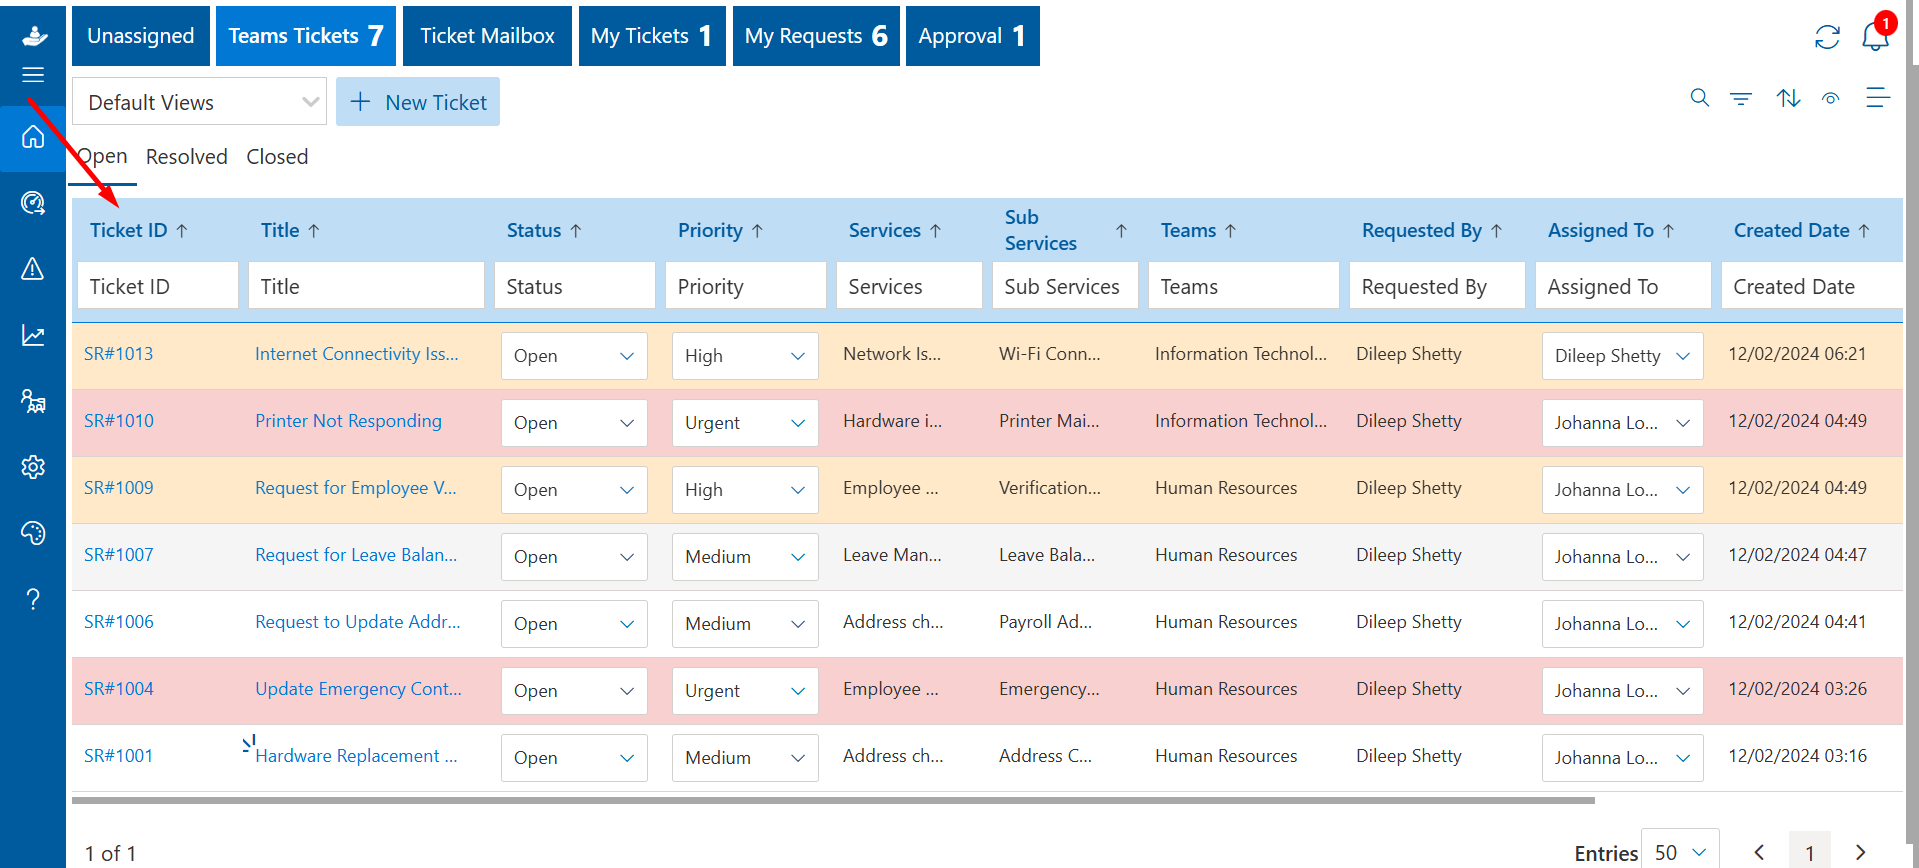 Unassigned
Teams Tickets 7
Ticket Mailbox
My Tickets 1
My Requests 6
Approval 1
1
Default Views
New Ticket
Open
Resolved
Closed
Ticket ID Title Status Priority Services Sub Services Teams Requested By Assigned To Created Date
Ticket ID Title Status Priority Services Sub Services Teams Requested By Assigned To Created Date
SR#1013 Internet Connectivity Iss... Open High Network Is... Wi-Fi Conn... Information Technol... Dileep Shetty Dileep Shetty 12/02/2024 06:21
SR#1010 Printer Not Responding Open Urgent Hardware i... Printer Mai... Information Technol... Dileep Shetty Johanna Lo... 12/02/2024 04:49
SR#1009 Request for Employee V... Open High Employee ... Verification... Human Resources Dileep Shetty Johanna Lo... 12/02/2024 04:49
SR#1007 Request for Leave Balan... Open Medium Leave Man... Leave Bala... Human Resources Dileep Shetty Johanna Lo... 12/02/2024 04:47
SR#1006 Request to Update Addr... Open Medium Address ch... Payroll Ad... Human Resources Dileep Shetty Johanna Lo... 12/02/2024 04:41
SR#1004 Update Emergency Cont... Open Urgent Employee ... Emergency... Human Resources Dileep Shetty Johanna Lo... 12/02/2024 03:26
SR#1001 Hardware Replacement ... Open Medium Address ch... Address C... Human Resources Dileep Shetty Johanna Lo... 12/02/2024 03:16
1 of 1
Entries 50
1